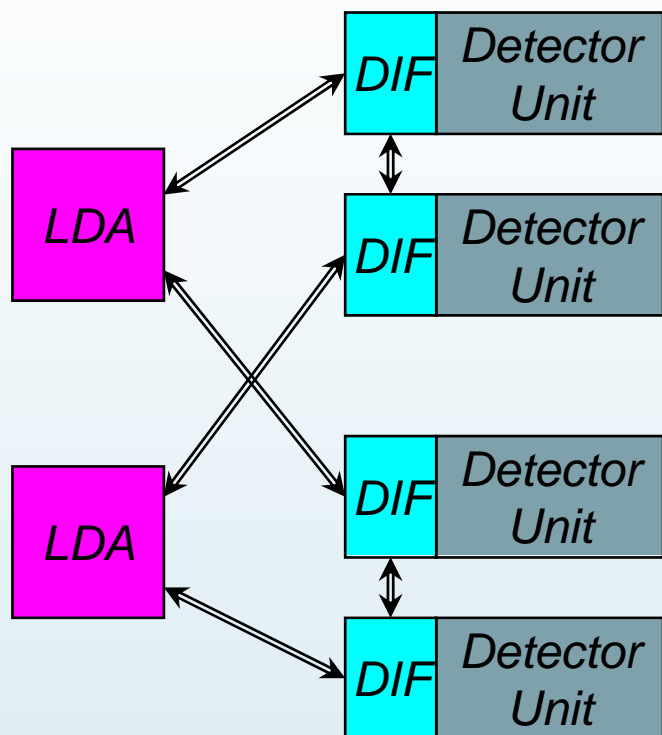 DIF
Detector
Unit
LDA
DIF
Detector
Unit
DIF
Detector
Unit
LDA
DIF
Detector
Unit